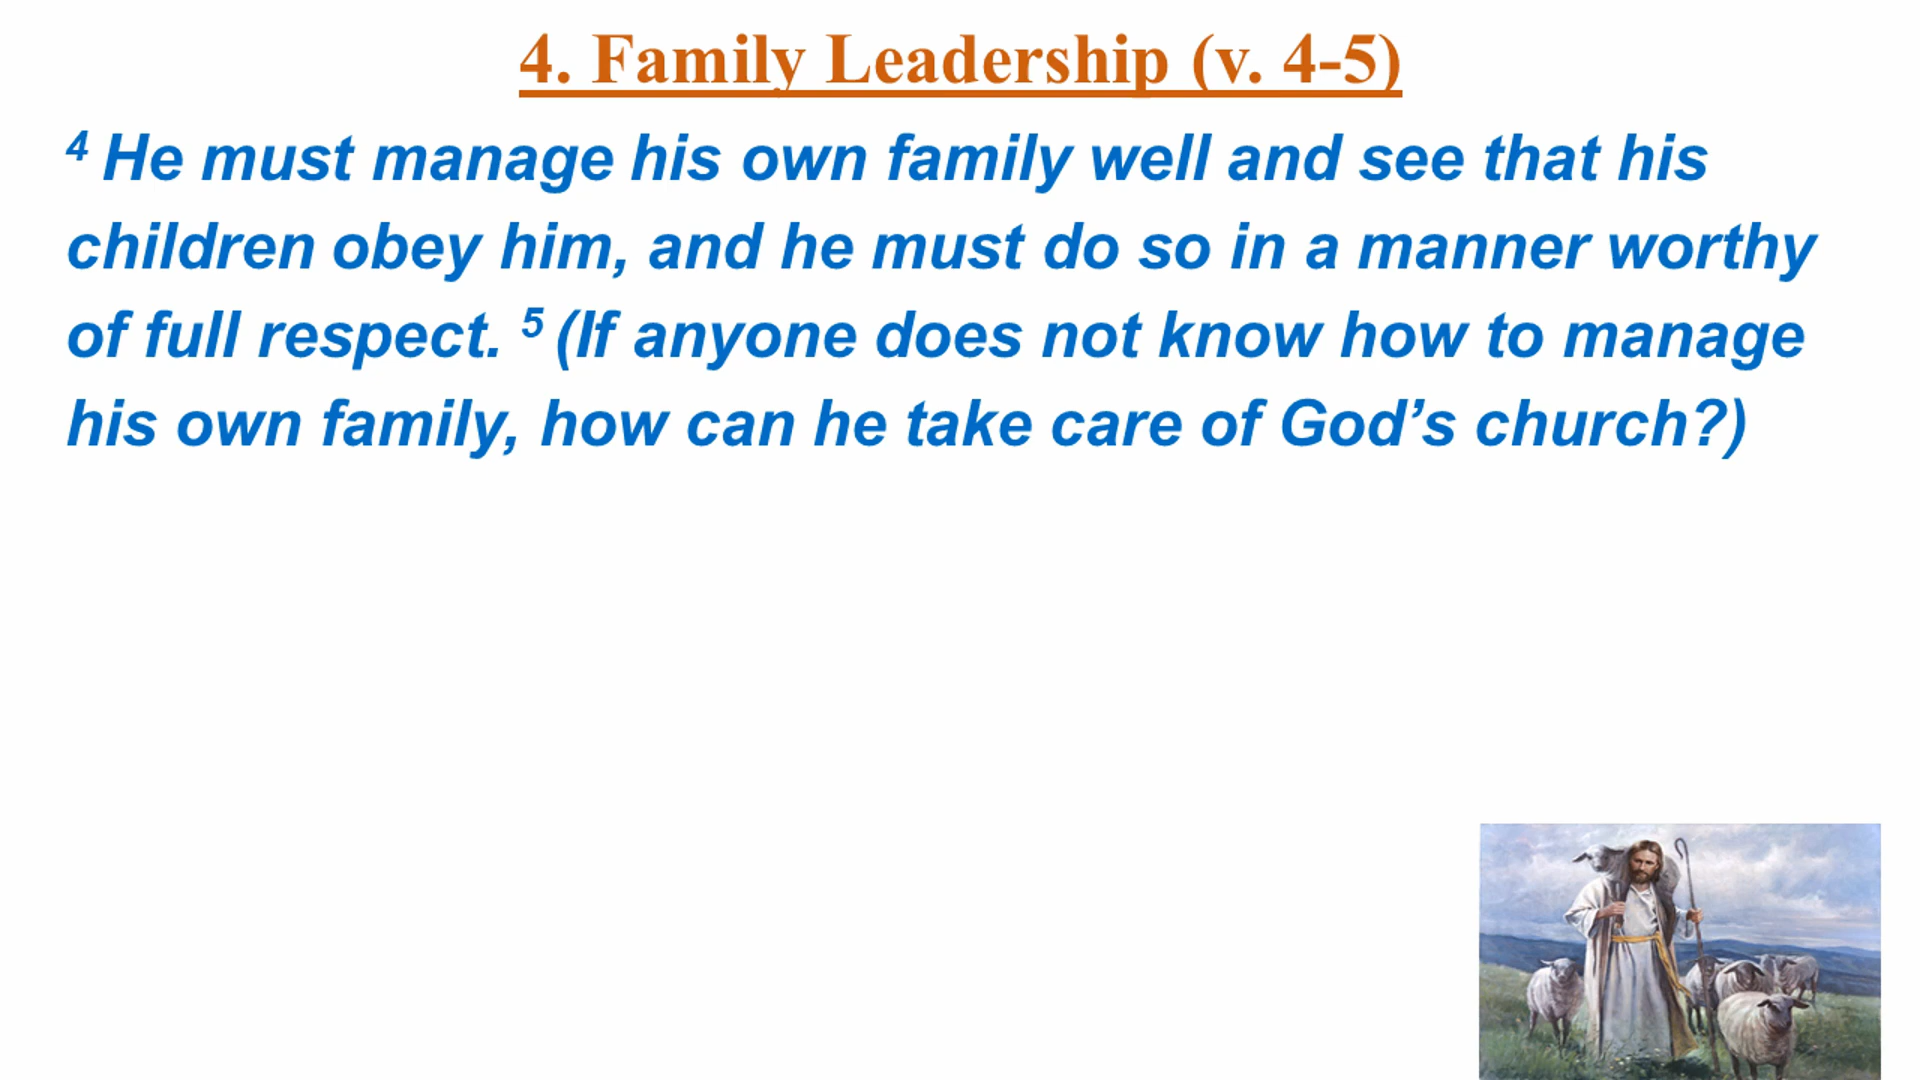 4. Family Leadership (v. 4-5)
4 He must manage his own family well and see that his
children obey him, and he must do so in a manner worthy
of full respect. 5 (If anyone does not know how to manage
his own family, how can he take care of God’s church?)